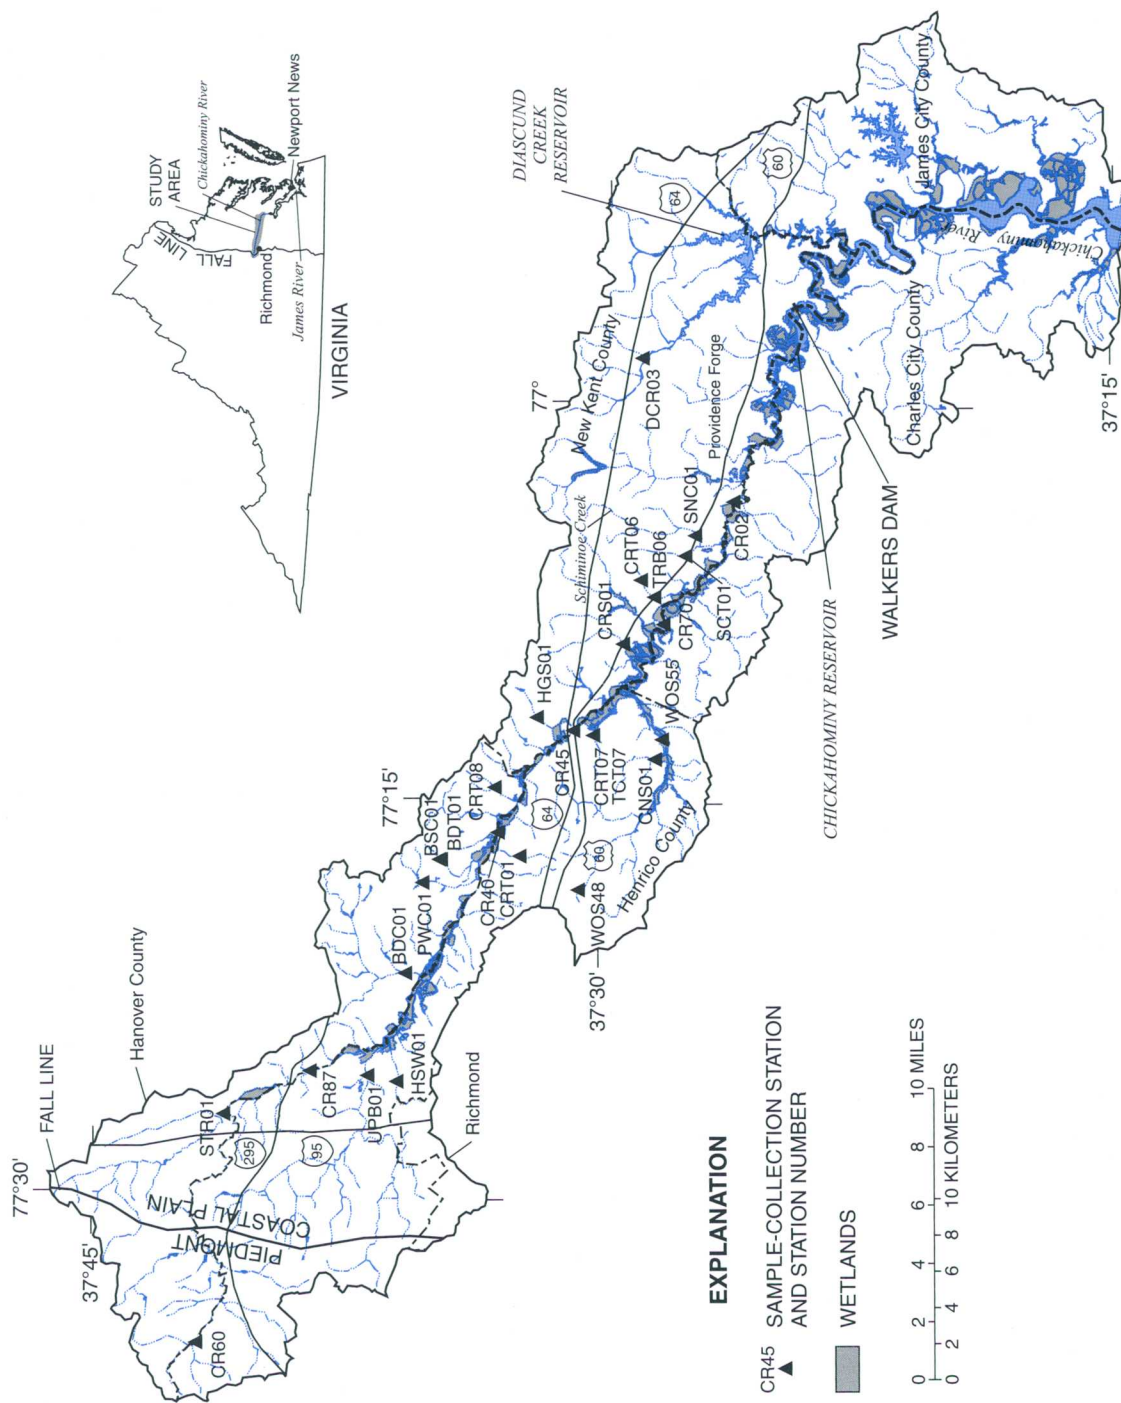 FALL LINE
STUDY
AREA
Chickahominy River
Newport News
Richmond
James River
VIRGINIA
77°30'
FALL LINE
Hanover County
37°45'
PIEDMONT
COASTAL PLAIN
CR60
STR01
295
95
CR87
UPB01
HSW01
Richmond
BDC01
PWC01
77°15'
BSC01
BDT01
CRT08
CR40
CRT01
HGS01
64
60
CR45
WOS48
37°30'
Henrico County
CRT07
TCT07
CNS01
WOS55
Schiminoe Creek
CRS01
CRT06
TRB06
CR70
SNC01
SCT01
CR02
77°
New Kent County
DCR03
Providence Forge
DIASCUND
CREEK
RESERVOIR
64
60
CHICKAHOMINY RESERVOIR
WALKERS DAM
Charles City County
James City County
Chickahominy
River
37°15'
EXPLANATION
CR45
SAMPLE-COLLECTION STATION
AND STATION NUMBER
WETLANDS
0 2 4 6 8 10 MILES
0 2 4 6 8 10 KILOMETERS